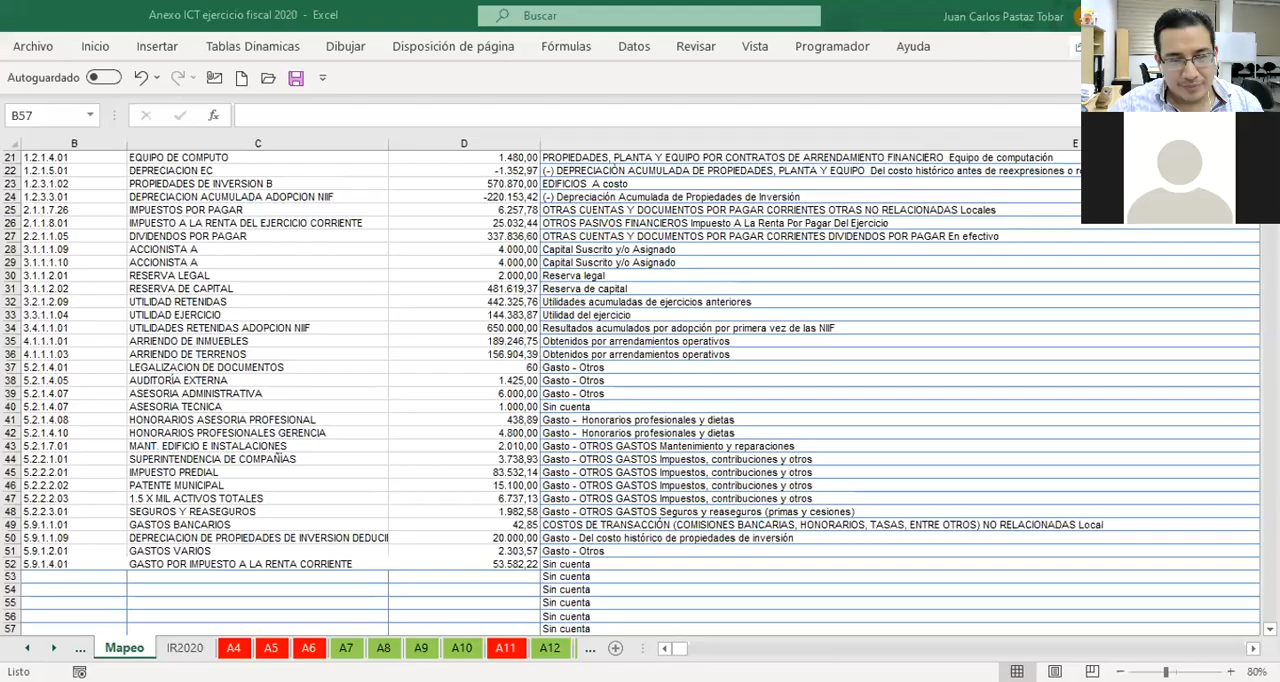 Anexo ICT ejercicio fiscal 2020 - Excel
Buscar
Juan Carlos Pastaz Tobar
Archivo Inicio Insertar Tablas Dinamicas Dibujar Disposición de página Fórmulas Datos Revisar Vista Programador Ayuda
Autoguardado
B57 fx
B C D E
21 1.2.1.4.01 EQUIPO DE COMPUTO 1.480,00 PROPIEDADES, PLANTA Y EQUIPO POR CONTRATOS DE ARRENDAMIENTO FINANCIERO Equipo de computación
22 1.2.1.5.01 DEPRECIACION EC -1.352,97 (-) DEPRECIACIÓN ACUMULADA DE PROPIEDADES, PLANTA Y EQUIPO Del costo histórico antes de reexpresiones o r
23 1.2.3.1.02 PROPIEDADES DE INVERSION B 570.870,00 EDIFICIOS A costo
24 1.2.3.3.01 DEPRECIACION ACUMULADA ADOPCION NIIF -220.153,42 (-) Depreciación Acumulada de Propiedades de Inversión
25 2.1.1.7.26 IMPUESTOS POR PAGAR 6.257,78 OTRAS CUENTAS Y DOCUMENTOS POR PAGAR CORRIENTES OTRAS NO RELACIONADAS Locales
26 2.1.1.8.01 IMPUESTO A LA RENTA DEL EJERCICIO CORRIENTE 25.032,44 OTROS PASIVOS FINANCIEROS Impuesto A La Renta Por Pagar Del Ejercicio
27 2.2.1.1.05 DIVIDENDOS POR PAGAR 337.836,60 OTRAS CUENTAS Y DOCUMENTOS POR PAGAR CORRIENTES DIVIDENDOS POR PAGAR En efectivo
28 3.1.1.1.09 ACCIONISTA A 4.000,00 Capital Suscrito y/o Asignado
29 3.1.1.1.10 ACCIONISTA A 4.000,00 Capital Suscrito y/o Asignado
30 3.1.1.2.01 RESERVA LEGAL 2.000,00 Reserva legal
31 3.1.1.2.02 RESERVA DE CAPITAL 481.619,37 Reserva de capital
32 3.2.1.2.09 UTILIDAD RETENIDAS 442.325,76 Utilidades acumuladas de ejercicios anteriores
33 3.3.1.1.04 UTILIDAD EJERCICIO 144.383,87 Utilidad del ejercicio
34 3.4.1.1.01 UTILIDADES RETENIDAS ADOPCION NIIF 650.000,00 Resultados acumulados por adopción por primera vez de las NIIF
35 4.1.1.1.01 ARRIENDO DE INMUEBLES 189.246,75 Obtenidos por arrendamientos operativos
36 4.1.1.1.03 ARRIENDO DE TERRENOS 156.904,39 Obtenidos por arrendamientos operativos
37 5.2.1.4.01 LEGALIZACION DE DOCUMENTOS 60 Gasto - Otros
38 5.2.1.4.05 AUDITORÍA EXTERNA 1.425,00 Gasto - Otros
39 5.2.1.4.07 ASESORIA ADMINISTRATIVA 6.000,00 Gasto - Otros
40 5.2.1.4.07 ASESORIA TECNICA 1.000,00 Sin cuenta
41 5.2.1.4.08 HONORARIOS ASESORIA PROFESIONAL 438,89 Gasto - Honorarios profesionales y dietas
42 5.2.1.4.10 HONORARIOS PROFESIONALES GERENCIA 4.800,00 Gasto - Honorarios profesionales y dietas
43 5.2.1.7.01 MANT. EDIFICIO E INSTALACIONES 2.010,00 Gasto - OTROS GASTOS Mantenimiento y reparaciones
44 5.2.2.1.01 SUPERINTENDENCIA DE COMPAÑIAS 3.738,93 Gasto - OTROS GASTOS Impuestos, contribuciones y otros
45 5.2.2.2.01 IMPUESTO PREDIAL 83.532,14 Gasto - OTROS GASTOS Impuestos, contribuciones y otros
46 5.2.2.2.02 PATENTE MUNICIPAL 15.100,00 Gasto - OTROS GASTOS Impuestos, contribuciones y otros
47 5.2.2.2.03 1.5 X MIL ACTIVOS TOTALES 6.737,13 Gasto - OTROS GASTOS Impuestos, contribuciones y otros
48 5.2.2.3.01 SEGUROS Y REASEGUROS 1.982,58 Gasto - OTROS GASTOS Seguros y reaseguros (primas y cesiones)
49 5.9.1.1.01 GASTOS BANCARIOS 42,85 COSTOS DE TRANSACCIÓN (COMISIONES BANCARIAS, HONORARIOS, TASAS, ENTRE OTROS) NO RELACIONADAS Local
50 5.9.1.1.09 DEPRECIACION DE PROPIEDADES DE INVERSION DEDUCI 20.000,00 Gasto - Del costo histórico de propiedades de inversión
51 5.9.1.2.01 GASTOS VARIOS 2.303,57 Gasto - Otros
52 5.9.1.4.01 GASTO POR IMPUESTO A LA RENTA CORRIENTE 53.582,22 Sin cuenta
53 Sin cuenta
54 Sin cuenta
55 Sin cuenta
56 Sin cuenta
57 Sin cuenta
... Mapeo IR2020 A4 A5 A6 A7 A8 A9 A10 A11 A12 ...
Listo 80%